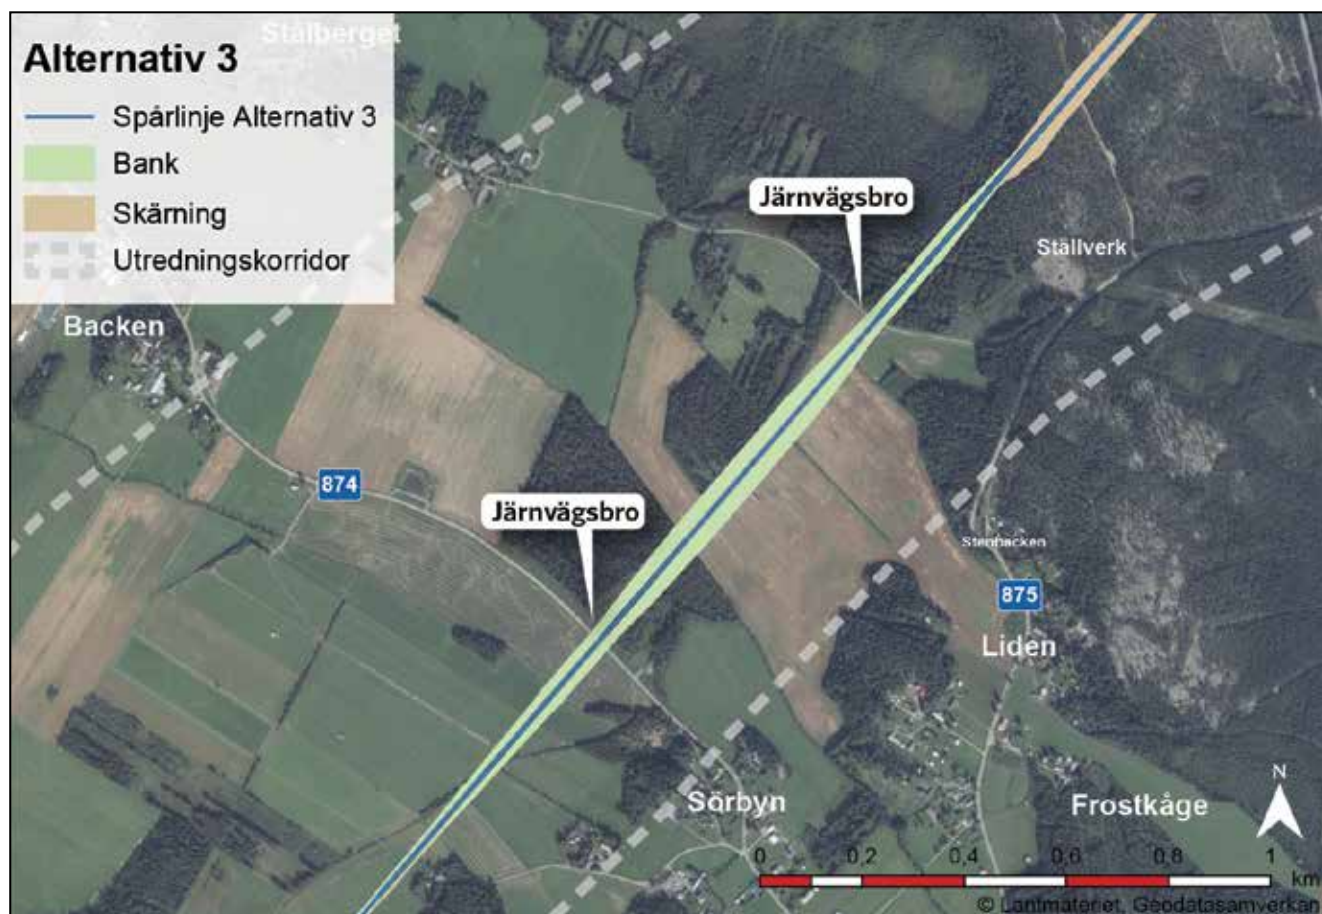 Stålberget
Alternativ 3
Spårlinje Alternativ 3
Bank
Skärning
Utredningskorridor
Järnvägsbro
Ställverk
Backen
874
Järnvägsbro
Stenbacken
875
Liden
Sörbyn
Frostkåge
N
0 0,2 0,4 0,6 0,8 1
km
© Lantmäteriet, Geodatasamverkan